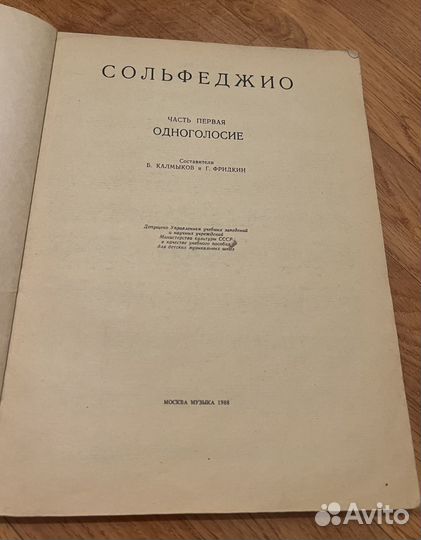 СОЛЬФЕДЖИО
ЧАСТЬ ПЕРВАЯ
ОДНОГОЛОСИЕ
Составители
Б. КАЛМЫКОВ и Г. ФРИДКИН
Допущено Управлением учебных заведений
и научных учреждений
Министерства культуры СССР
в качестве учебного пособия
для детских музыкальных школ
МОСКВА МУЗЫКА 1988
Avito